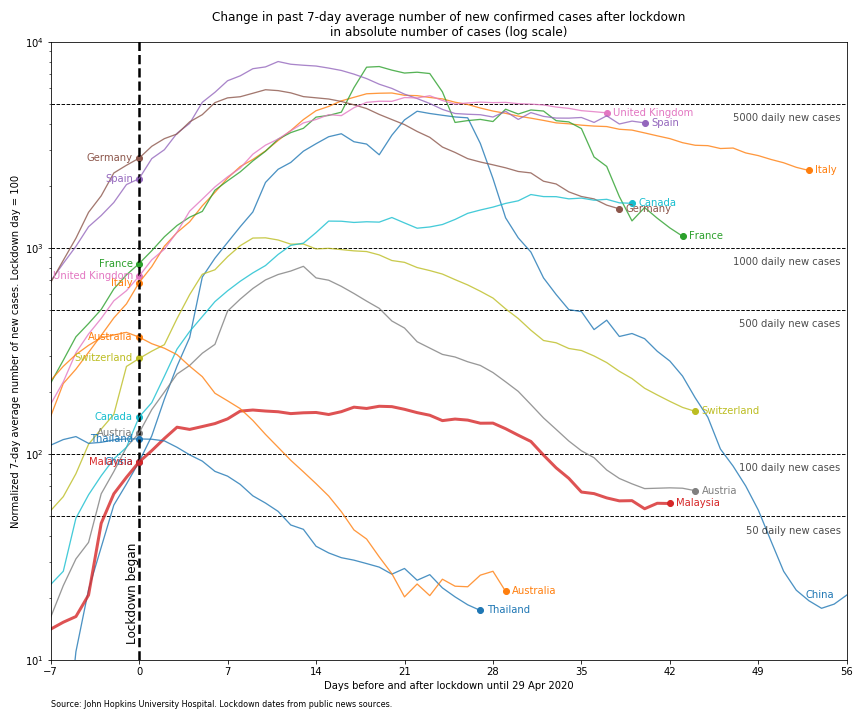 Change in past 7-day average number of new confirmed cases after lockdown
in absolute number of cases (log scale)
Normalized 7-day average number of new cases. Lockdown day = 100
10⁴
10³
10²
10¹
5000 daily new cases
1000 daily new cases
500 daily new cases
100 daily new cases
50 daily new cases
Germany
Spain
France
United Kingdom
Italy
Australia
Switzerland
Canada
Austria
Thailand
Malaysia
China
United Kingdom
Spain
Italy
Canada
Germany
France
Switzerland
Austria
Malaysia
Australia
Thailand
China
Lockdown began
−7 0 7 14 21 28 35 42 49 56
Days before and after lockdown until 29 Apr 2020
Source: John Hopkins University Hospital. Lockdown dates from public news sources.